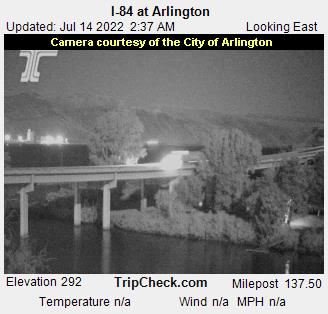 I-84 at Arlington
Updated: Jul 14 2022 2:37 AM Looking East
Camera courtesy of the City of Arlington
Elevation 292 TripCheck.com Milepost 137.50
Temperature n/a Wind n/a MPH n/a